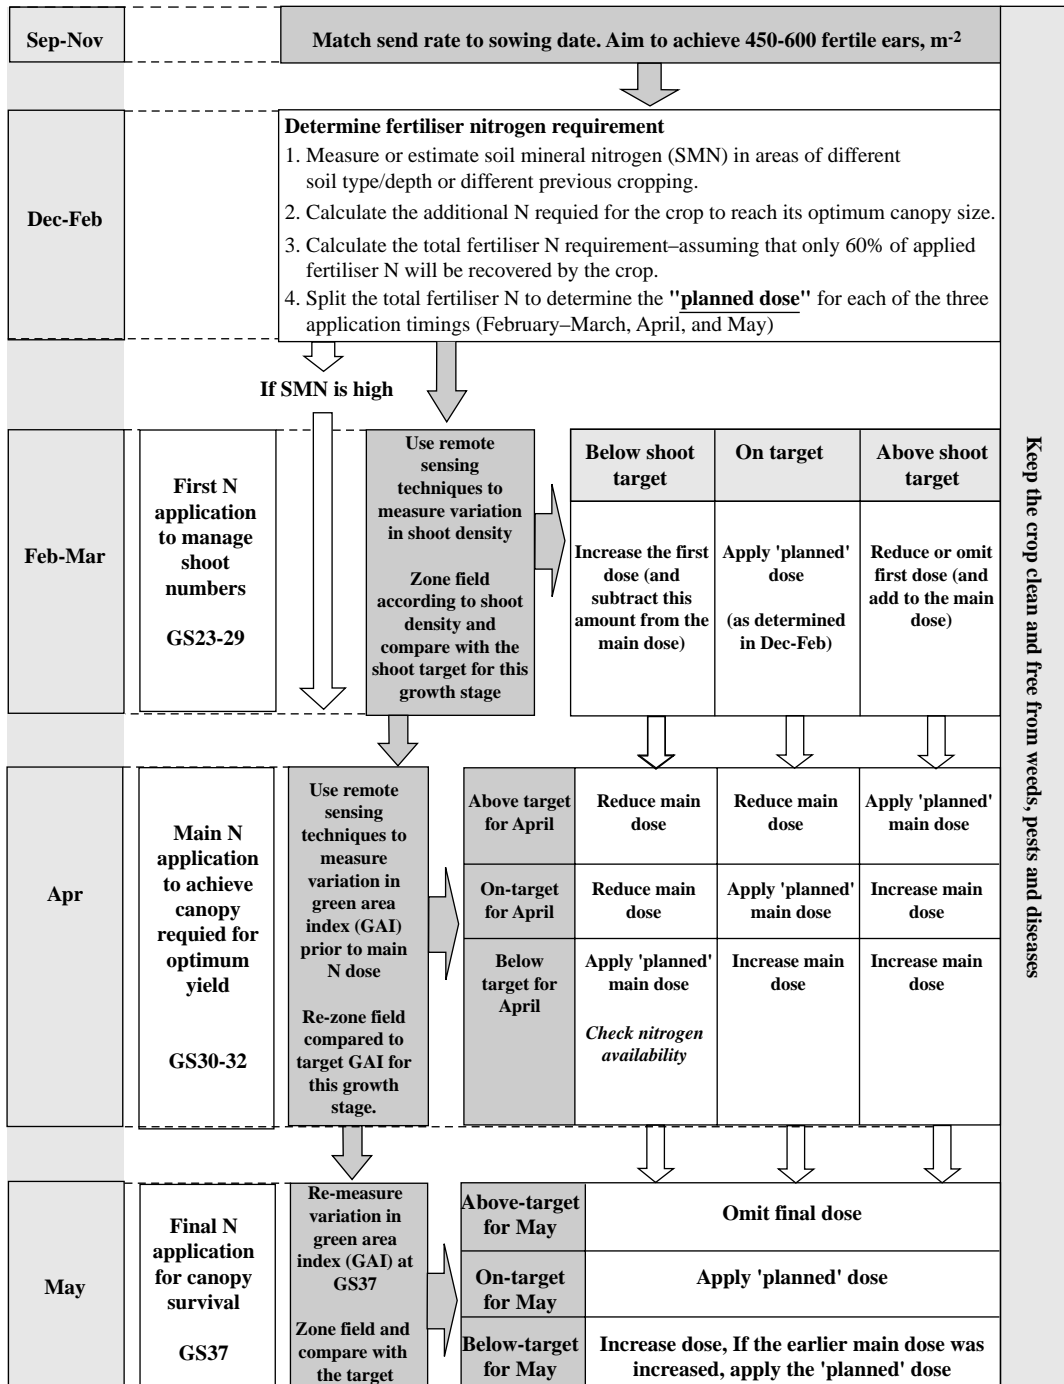 Sep-Nov
Match send rate to sowing date. Aim to achieve 450-600 fertile ears, m-2
Dec-Feb
Determine fertiliser nitrogen requirement
1. Measure or estimate soil mineral nitrogen (SMN) in areas of different
soil type/depth or different previous cropping.
2. Calculate the additional N requied for the crop to reach its optimum canopy size.
3. Calculate the total fertiliser N requirement–assuming that only 60% of applied
fertiliser N will be recovered by the crop.
4. Split the total fertiliser N to determine the "planned dose" for each of the three
application timings (February–March, April, and May)
If SMN is high
Feb-Mar
First N
application
to manage
shoot
numbers
GS23-29
Use remote
sensing
techniques to
measure variation
in shoot density
Zone field
according to shoot
density and
compare with the
shoot target for this
growth stage
Below shoot
target
On target
Above shoot
target
Increase the first
dose (and
subtract this
amount from the
main dose)
Apply 'planned'
dose
(as determined
in Dec-Feb)
Reduce or omit
first dose (and
add to the main
dose)
Apr
Main N
application
to achieve
canopy
requied for
optimum
yield
GS30-32
Use remote
sensing
techniques to
measure
variation in
green area
index (GAI)
prior to main
N dose
Re-zone field
compared to
target GAI for
this growth
stage.
Above target
for April
Reduce main
dose
Reduce main
dose
Apply 'planned'
main dose
On-target
for April
Reduce main
dose
Apply 'planned'
main dose
Increase main
dose
Below
target for
April
Apply 'planned'
main dose
Check nitrogen
availability
Increase main
dose
Increase main
dose
May
Final N
application
for canopy
survival
GS37
Re-measure
variation in
green area
index (GAI) at
GS37
Zone field and
compare with
the target
Above-target
for May
Omit final dose
On-target
for May
Apply 'planned' dose
Below-target
for May
Increase dose, If the earlier main dose was
increased, apply the 'planned' dose
Keep the crop clean and free from weeds, pests and diseases